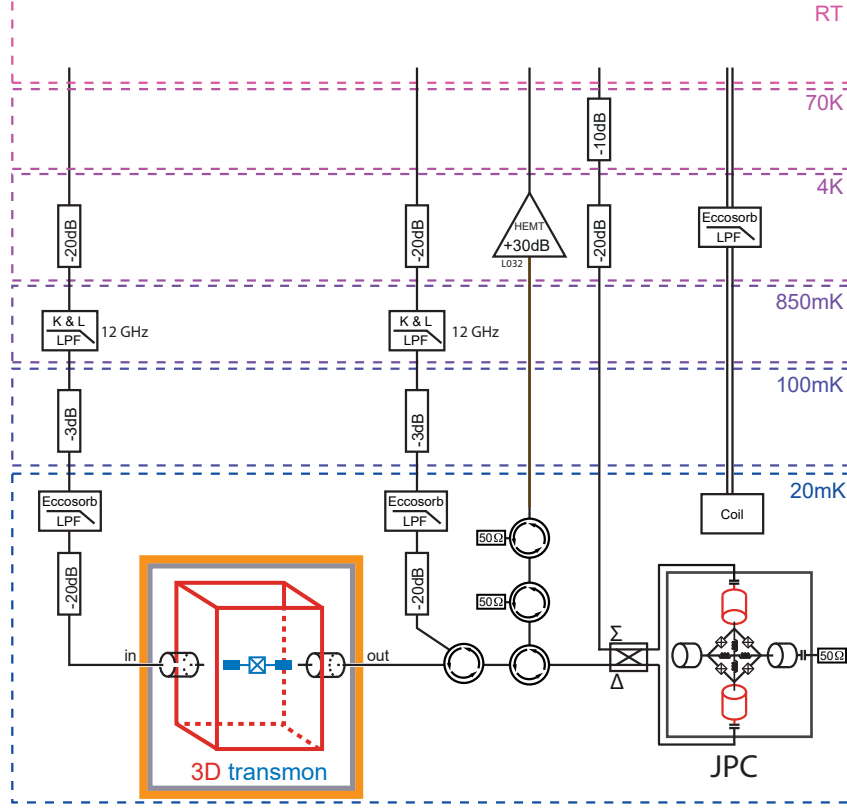 RT
70K
-10dB
4K
-20dB
-20dB
HEMT
+30dB
L032
-20dB
Eccosorb
LPF
850mK
K & L
LPF
12 GHz
K & L
LPF
12 GHz
100mK
-3dB
-3dB
20mK
Eccosorb
LPF
Eccosorb
LPF
Coil
50Ω
-20dB
-20dB
50Ω
Σ
in
out
50Ω
Δ
3D transmon
JPC